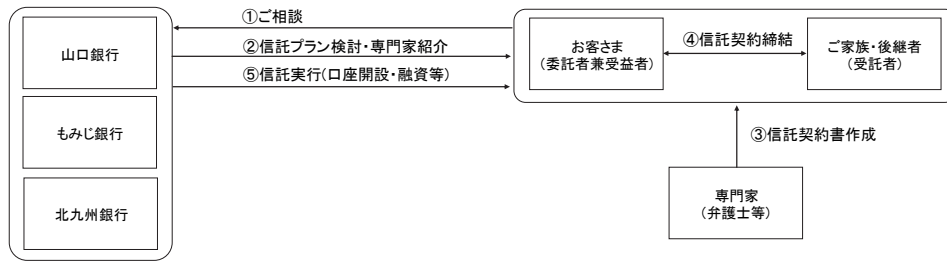 ①ご相談
②信託プラン検討・専門家紹介
⑤信託実行(口座開設・融資等)
山口銀行
もみじ銀行
北九州銀行
お客さま
(委託者兼受益者)
④信託契約締結
ご家族・後継者
(受託者)
③信託契約書作成
専門家
(弁護士等)